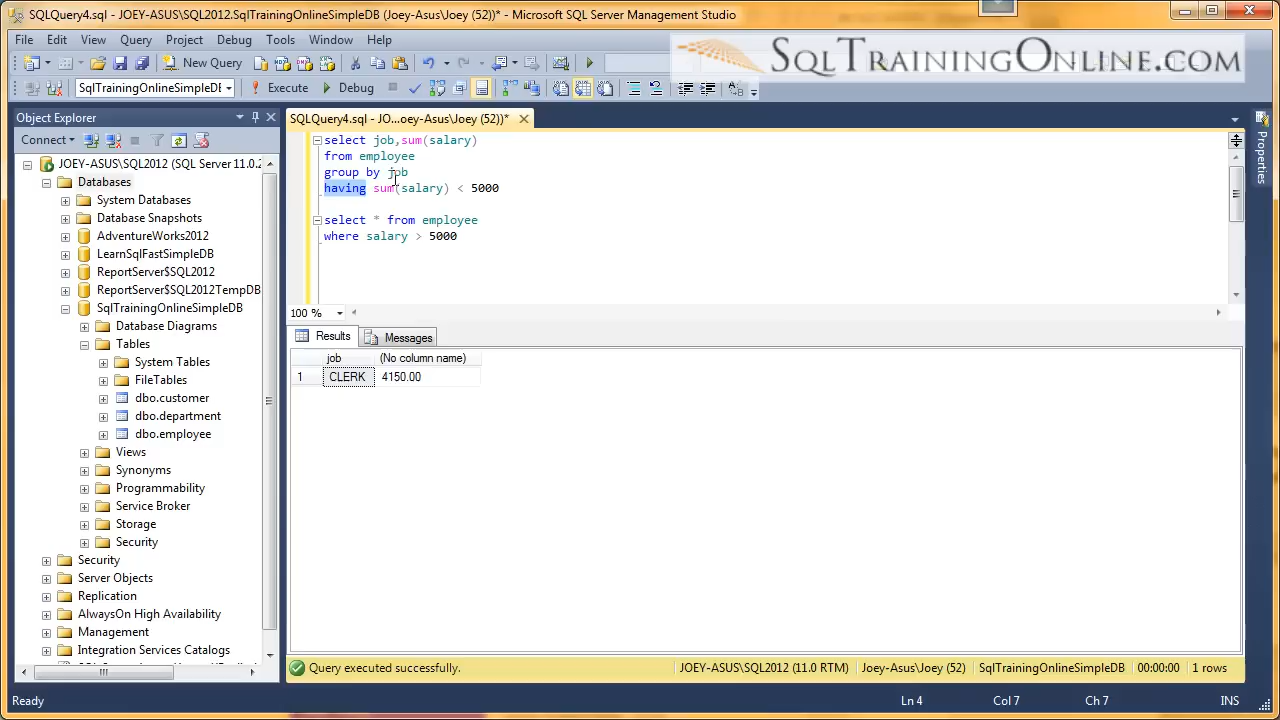 SQLQuery4.sql - JOEY-ASUS\SQL2012.SqlTrainingOnlineSimpleDB (Joey-Asus\Joey (52))* - Microsoft SQL Server Management Studio
File Edit View Query Project Debug Tools Window Help
SQLTRAININGONLINE.COM
New Query
SqlTrainingOnlineSimpleDE
Execute
Debug
Object Explorer
Connect
JOEY-ASUS\SQL2012 (SQL Server 11.0.2
Databases
System Databases
Database Snapshots
AdventureWorks2012
LearnSqlFastSimpleDB
ReportServer$SQL2012
ReportServer$SQL2012TempDB
SqlTrainingOnlineSimpleDB
Database Diagrams
Tables
System Tables
FileTables
dbo.customer
dbo.department
dbo.employee
Views
Synonyms
Programmability
Service Broker
Storage
Security
Security
Server Objects
Replication
AlwaysOn High Availability
Management
Integration Services Catalogs
SQLQuery4.sql - JO...oey-Asus\Joey (52))*
select job,sum(salary)
from employee
group by job
having sum(salary) < 5000
select * from employee
where salary > 5000
100 %
Results
Messages
job (No column name)
1 CLERK 4150.00
Query executed successfully.
JOEY-ASUS\SQL2012 (11.0 RTM)
Joey-Asus\Joey (52)
SqlTrainingOnlineSimpleDB
00:00:00
1 rows
Properties
Ready
Ln 4
Col 7
Ch 7
INS